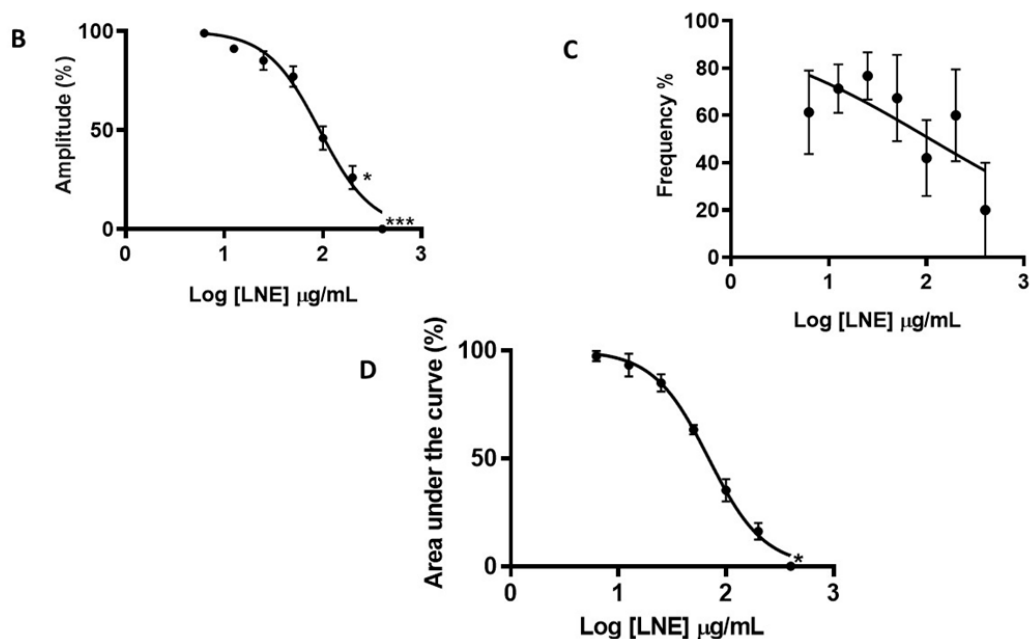 B
Amplitude (%)
100
50
0
*
***
0 1 2 3
Log [LNE] μg/mL
C
Frequency %
100
80
60
40
20
0
0 1 2 3
Log [LNE] μg/mL
D
Area under the curve (%)
100
50
0
*
0 1 2 3
Log [LNE] μg/mL